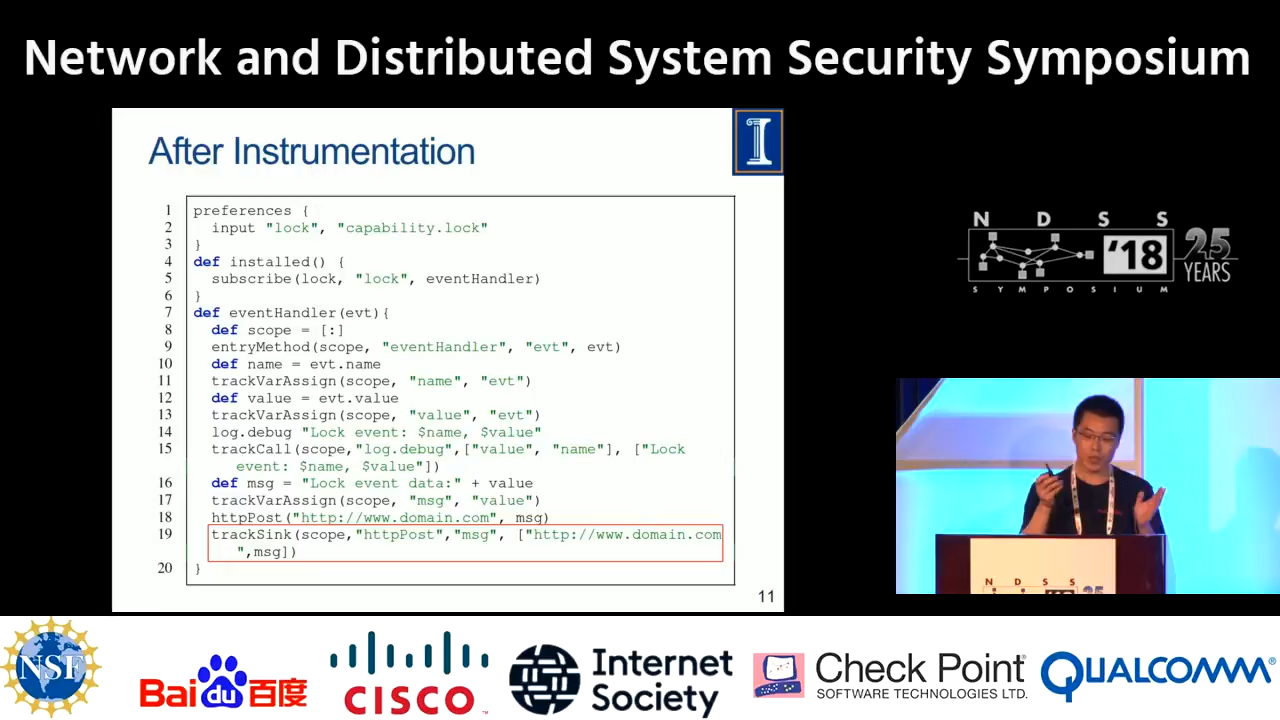 Network and Distributed System Security Symposium
After Instrumentation
I
1 preferences {
2 input "lock", "capability.lock"
3 }
4 def installed() {
5 subscribe(lock, "lock", eventHandler)
6 }
7 def eventHandler(evt){
8 def scope = [:]
9 entryMethod(scope, "eventHandler", "evt", evt)
10 def name = evt.name
11 trackVarAssign(scope, "name", "evt")
12 def value = evt.value
13 trackVarAssign(scope, "value", "evt")
14 log.debug "Lock event: $name, $value"
15 trackCall(scope,"log.debug",["value", "name"], ["Lock
event: $name, $value"])
16 def msg = "Lock event data:" + value
17 trackVarAssign(scope, "msg", "value")
18 httpPost("http://www.domain.com", msg)
19 trackSink(scope,"httpPost","msg", ["http://www.domain.com
",msg])
20 }
11
N D S S
'18
25
YEARS
SYMPOSIUM
N D S S
NSF
Bai du 百度
CISCO
Internet
Society
Check Point
SOFTWARE TECHNOLOGIES LTD.
QUALCOMM